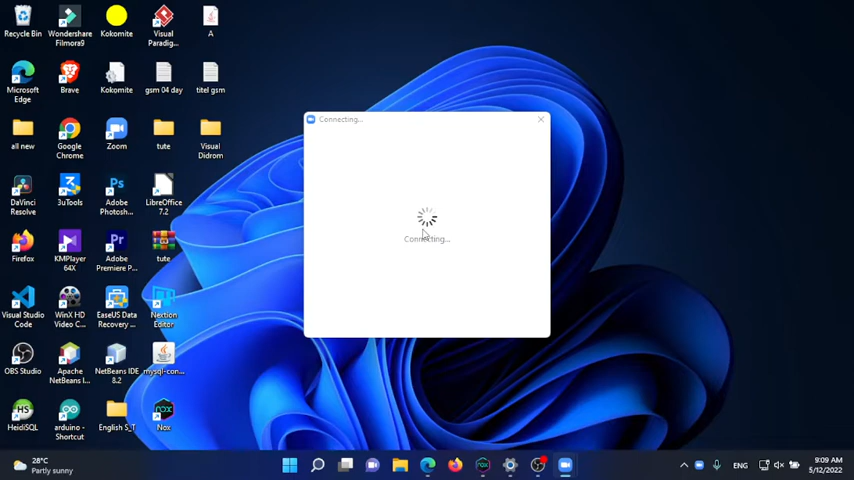 Recycle Bin
Wondershare
Filmora9
Kokomite
Visual
Paradig...
A
Microsoft
Edge
Brave
Kokomite
gsm 04 day
titel gsm
all new
Google
Chrome
Zoom
tute
Visual
Didrom
DaVinci
Resolve
3uTools
Adobe
Photosh...
LibreOffice
7.2
Firefox
KMPlayer
64X
Adobe
Premiere P...
tute
Visual Studio
Code
WinX HD
Video C...
EaseUS Data
Recovery ...
Nextion
Editor
OBS Studio
Apache
NetBeans I...
NetBeans IDE
8.2
mysql-con...
HeidiSQL
arduino -
Shortcut
English 5_T
Nox
Connecting...
Connecting...
28°C
Partly sunny
ENG
9:09 AM
5/12/2022